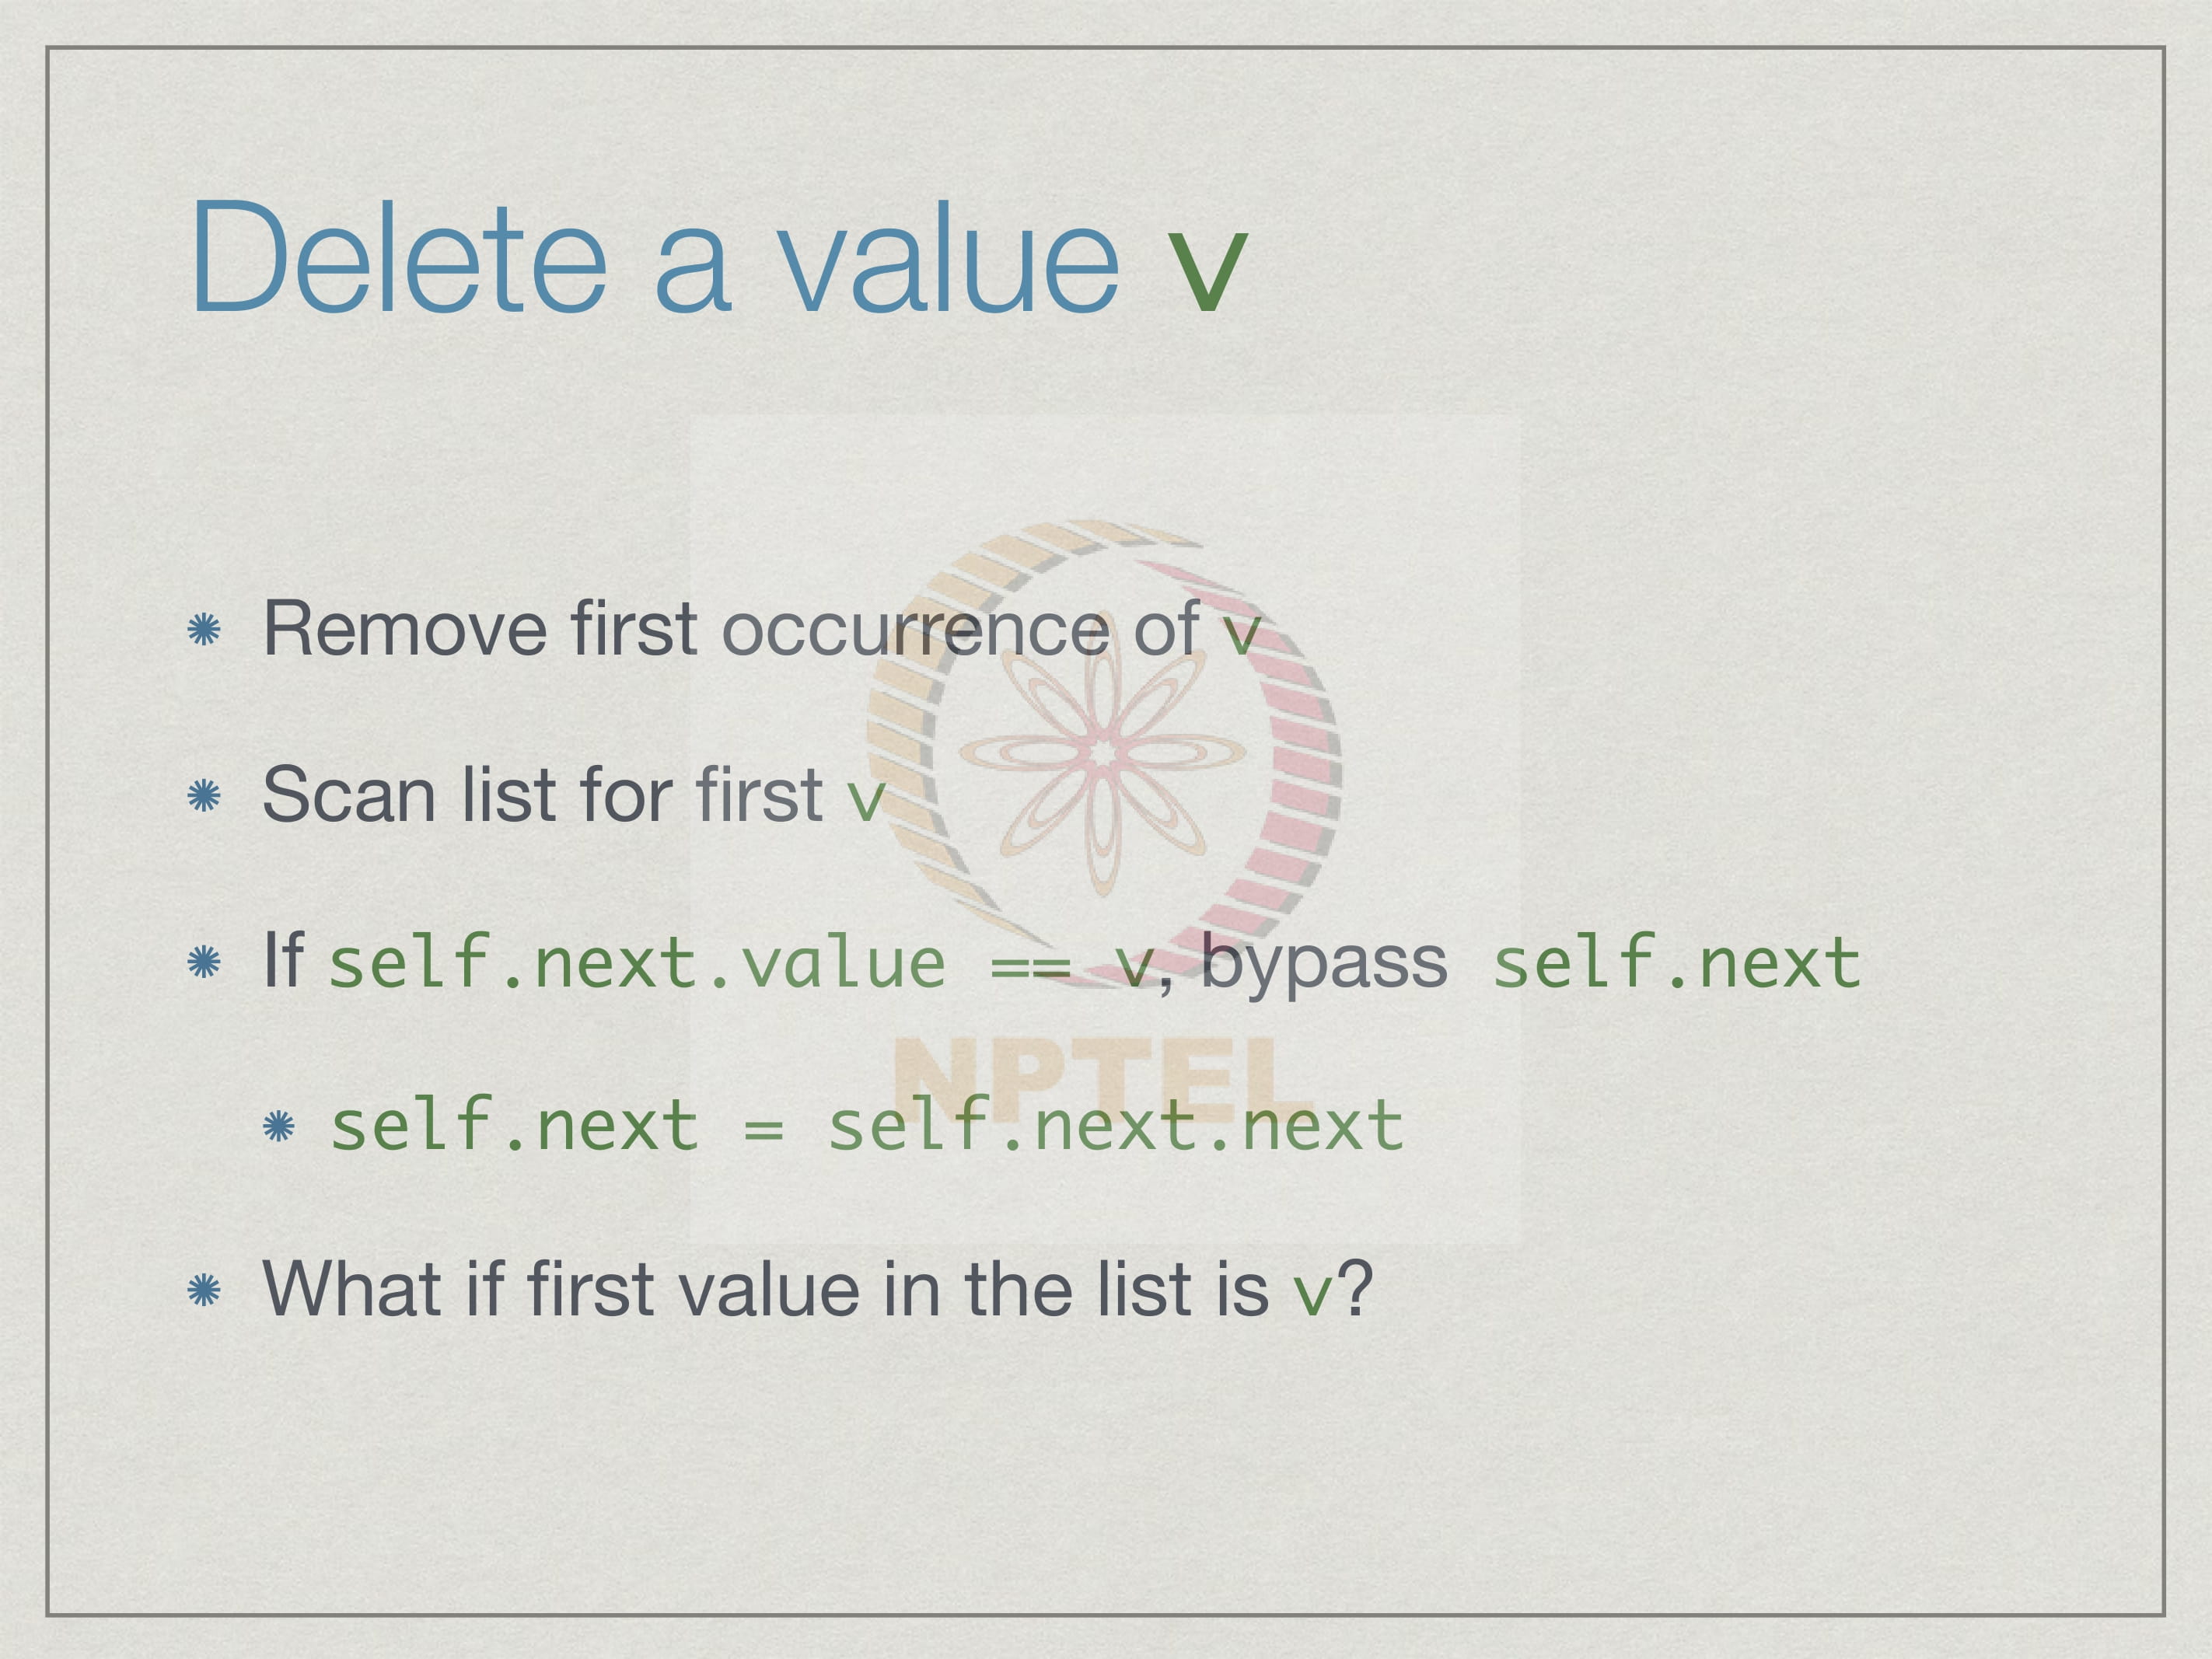 Delete a value v
Remove first occurrence of v
Scan list for first v
If self.next.value == v, bypass self.next
NPTEL
self.next = self.next.next
What if first value in the list is v?